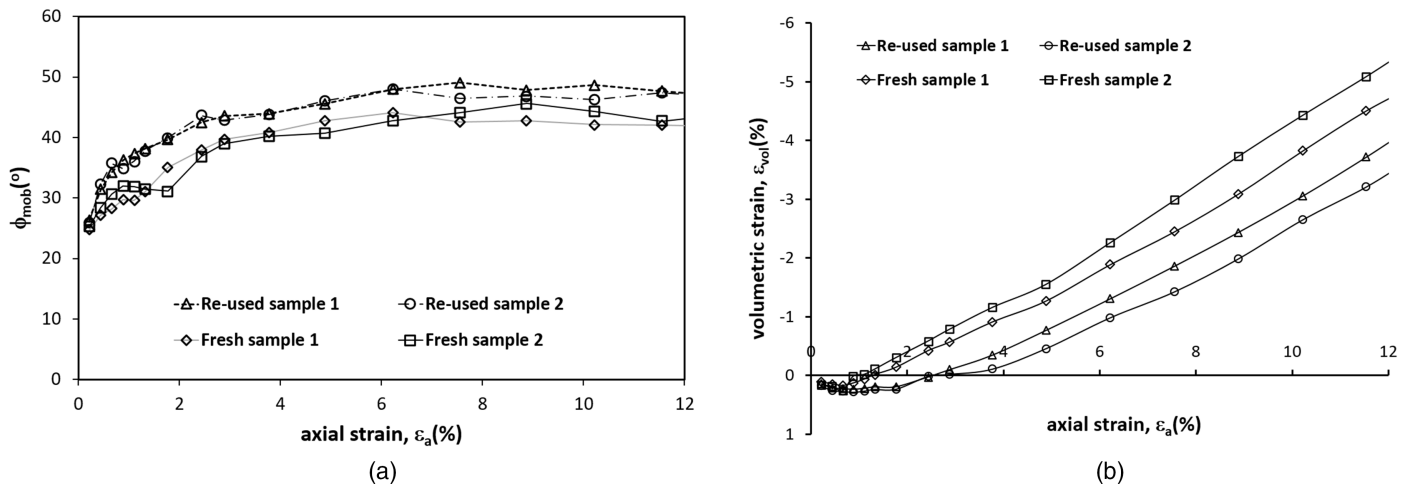 60
50
40
30
20
10
0
ϕmob(º)
Re-used sample 1
Re-used sample 2
Fresh sample 1
Fresh sample 2
0 2 4 6 8 10 12
axial strain, εa(%)
(a)
-6
-5
-4
-3
-2
-1
0
1
volumetric strain, εvol(%)
Re-used sample 1
Re-used sample 2
Fresh sample 1
Fresh sample 2
0 2 4 6 8 10 12
axial strain, εa(%)
(b)